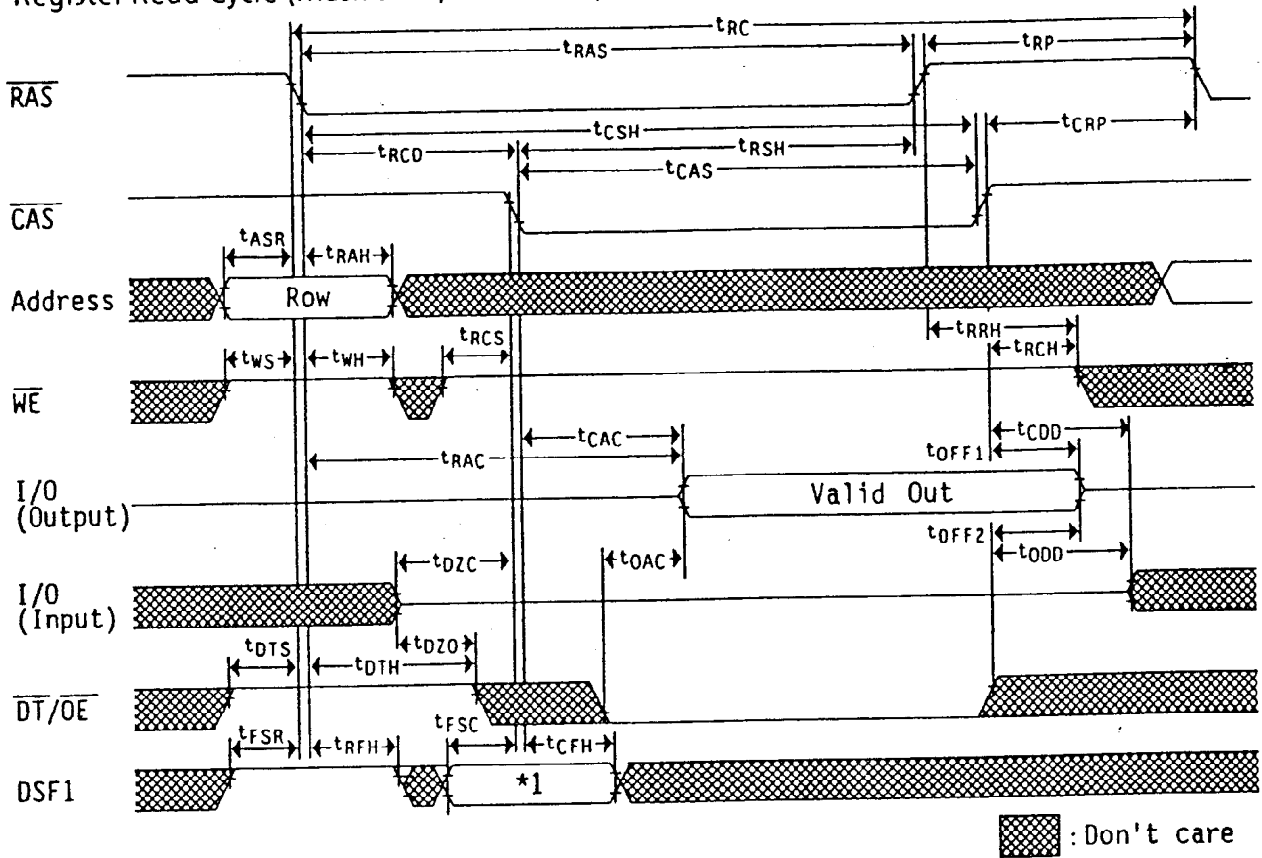 Register Read Cycle (Mask
tRC
tRAS
tRP
RAS
tCSH
tCRP
tRCD
tRSH
tCAS
CAS
tASR
tRAH
Address
Row
tRRH
tRCS
tRCH
tWS
tWH
WE
tCAC
tCDD
tRAC
tOFF1
I/O
(Output)
Valid Out
tOFF2
tODD
tDZC
tOAC
I/O
(Input)
tDZO
tDTS
tDTH
DT/OE
tFSC
tFSR
tRFH
tCFH
DSF1
*1
: Don't care